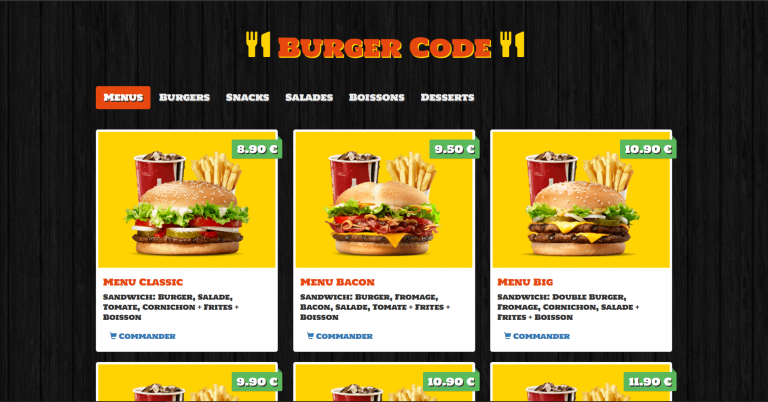 Burger Code
Menus Burgers Snacks Salades Boissons Desserts
8.90 €
9.50 €
10.90 €
Menu Classic
Sandwich: Burger, Salade,
Tomate, Cornichon + Frites +
Boisson
Commander
Menu Bacon
Sandwich: Burger, Fromage,
Bacon, Salade, Tomate + Frites +
Boisson
Commander
Menu Big
Sandwich: Double Burger,
Fromage, Cornichon, Salade +
Frites + Boisson
Commander
9.90 €
10.90 €
11.90 €